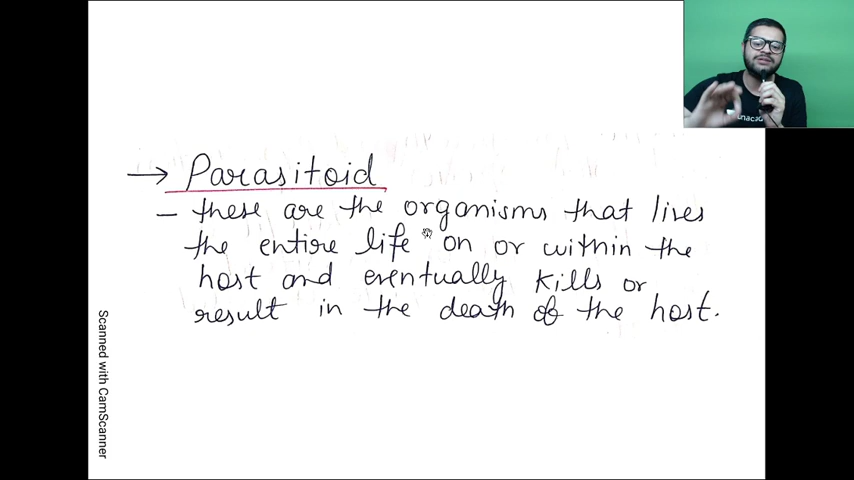 → Parasitoid
- these are the organisms that lives
the entire life on or within the
host and eventually kills or
result in the death of the host.
Scanned with CamScanner